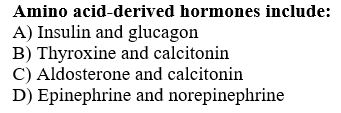 Amino acid-derived hormones include:
A) Insulin and glucagon
B) Thyroxine and calcitonin
C) Aldosterone and calcitonin
D) Epinephrine and norepinephrine